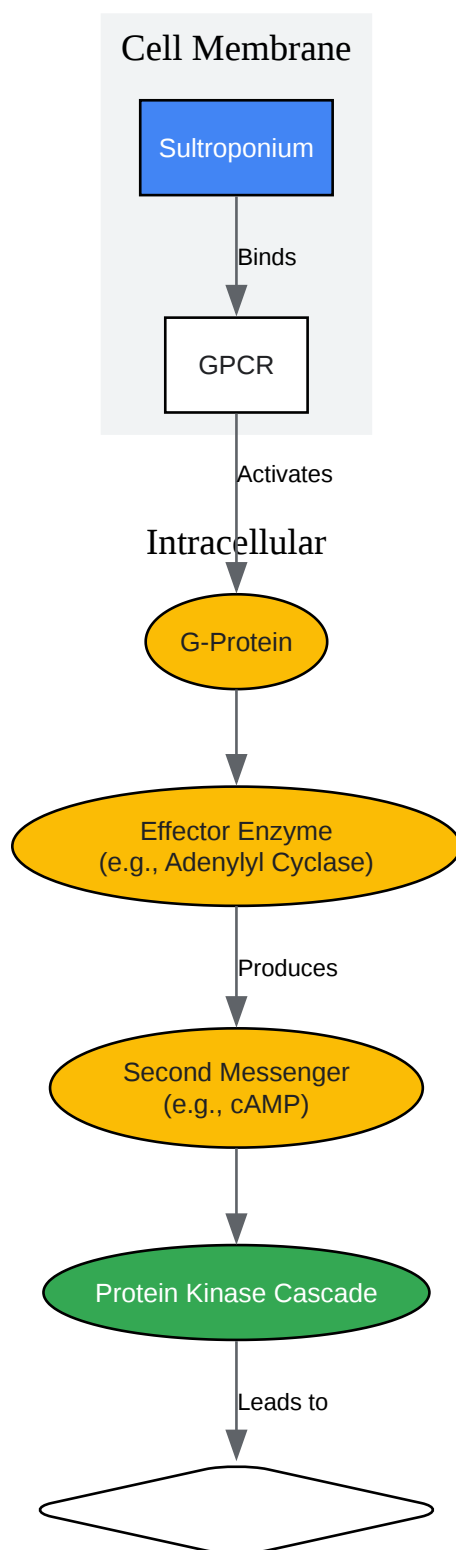 Cell Membrane
Sultroponium
Binds
GPCR
Activates
Intracellular
G-Protein
Effector Enzyme
(e.g., Adenylyl Cyclase)
Produces
Second Messenger
(e.g., cAMP)
Protein Kinase Cascade
Leads to